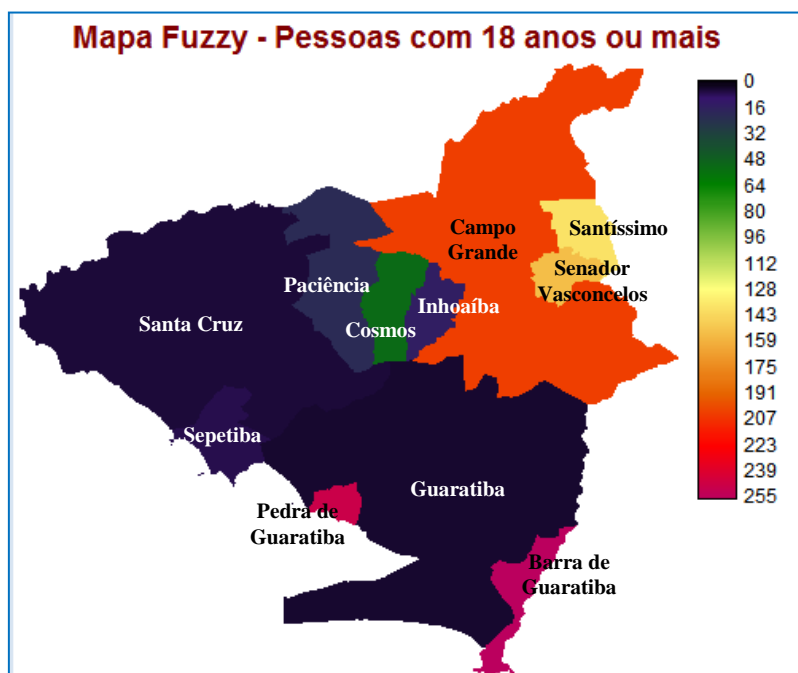 Mapa Fuzzy - Pessoas com 18 anos ou mais
0
16
32
48
64
80
96
112
128
143
159
175
191
207
223
239
255
Campo
Grande
Santíssimo
Senador
Vasconcelos
Paciência
Inhoaíba
Cosmos
Santa Cruz
Sepetiba
Guaratiba
Pedra de
Guaratiba
Barra de
Guaratiba